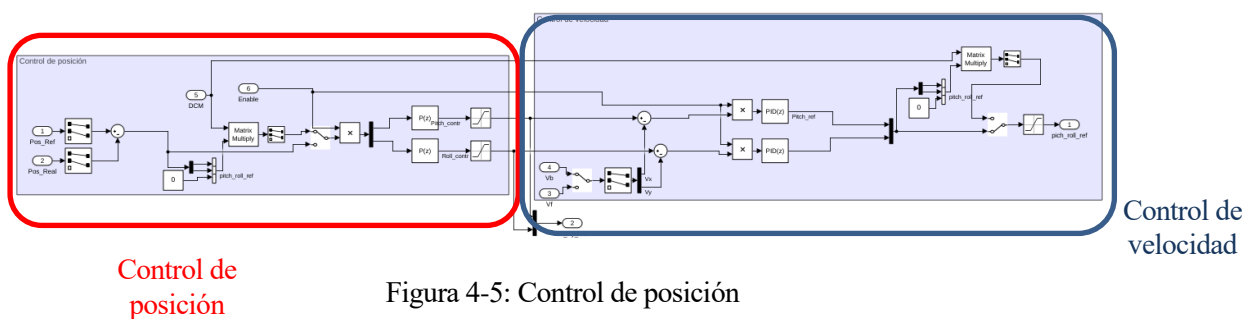 Control de posición
5
DCM
6
Enable
1
Pos_Ref
2
Pos_Real
Matrix
Multiply
0
pitch_roll_ref
×
P(z)
Pitch_contr
P(z)
Roll_contr
Control de velocidad
4
Vb
3
Vf
Vx
Vy
2
×
PID(z)
Pitch_ref
×
PID(z)
Matrix
Multiply
0
pitch_roll_ref
1
pich_roll_ref
Control de
posición
Control de
velocidad
Figura 4-5: Control de posición